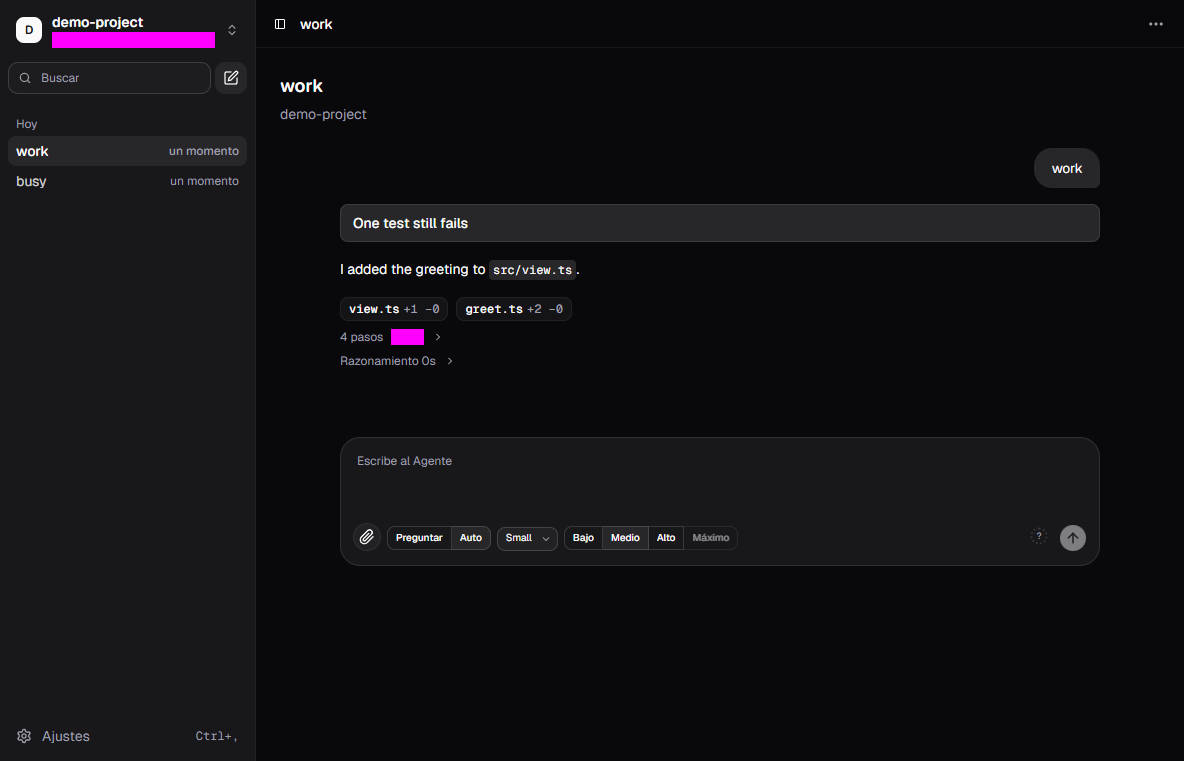 D
demo-project
Buscar
Hoy
work un momento
busy un momento
Ajustes Ctrl+,
work
work
demo-project
work
One test still fails
I added the greeting to src/view.ts.
view.ts +1 −0 greet.ts +2 −0
4 pasos
Razonamiento 0s
Escribe al Agente
Preguntar Auto Small Bajo Medio Alto Máximo ?